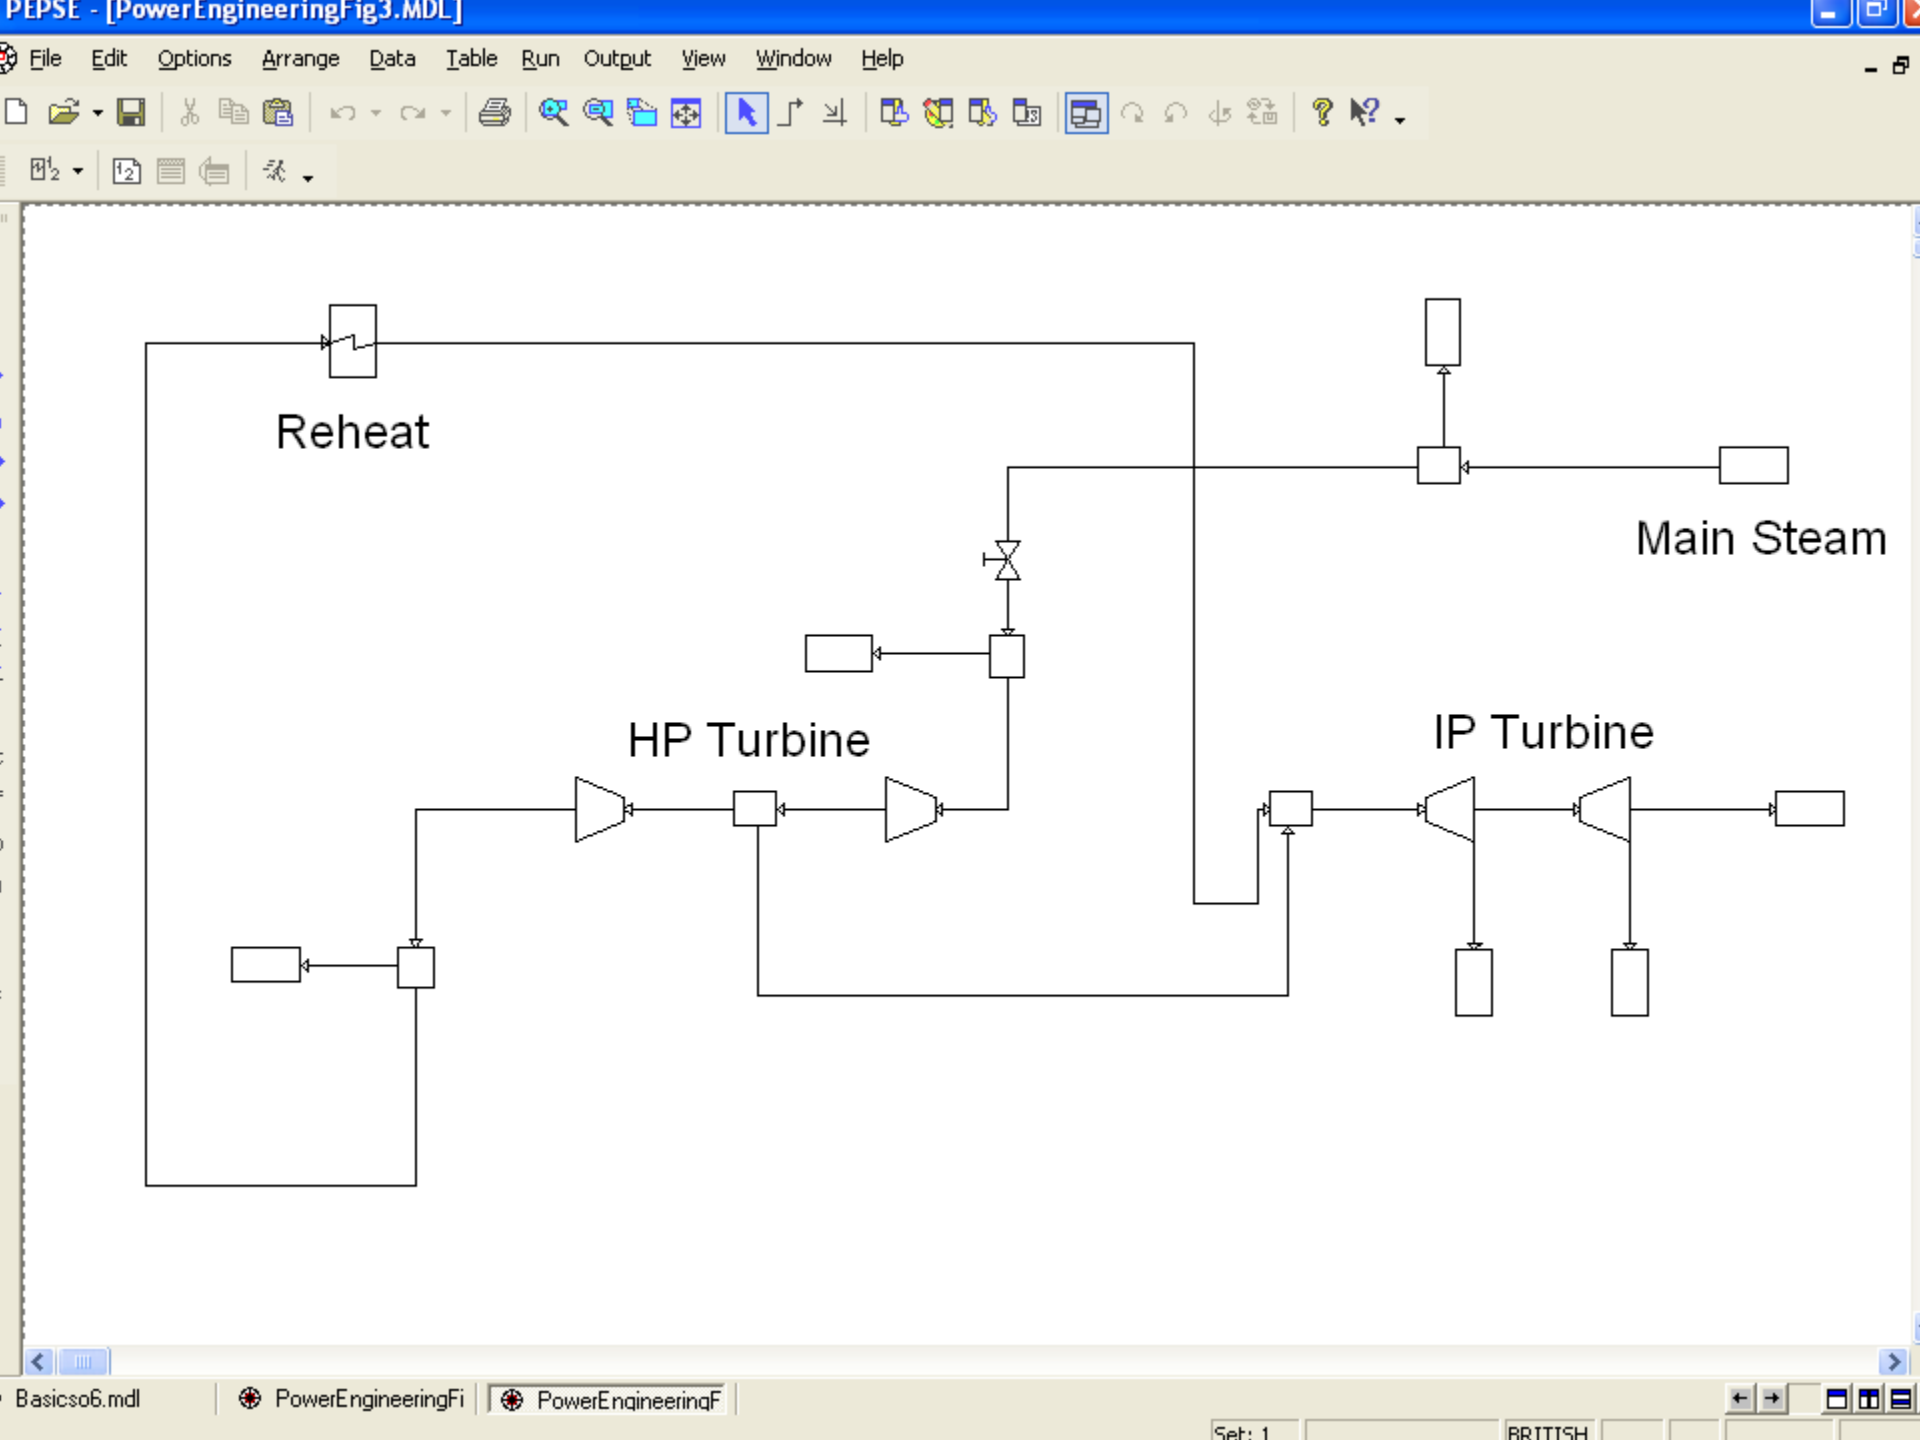 PEPSE - [PowerEngineeringFig3.MDL]
File Edit Options Arrange Data Table Run Output View Window Help
Reheat
Main Steam
HP Turbine
IP Turbine
Basicso6.mdl PowerEngineeringFi PowerEngineeringF
Set: 1 BRITISH